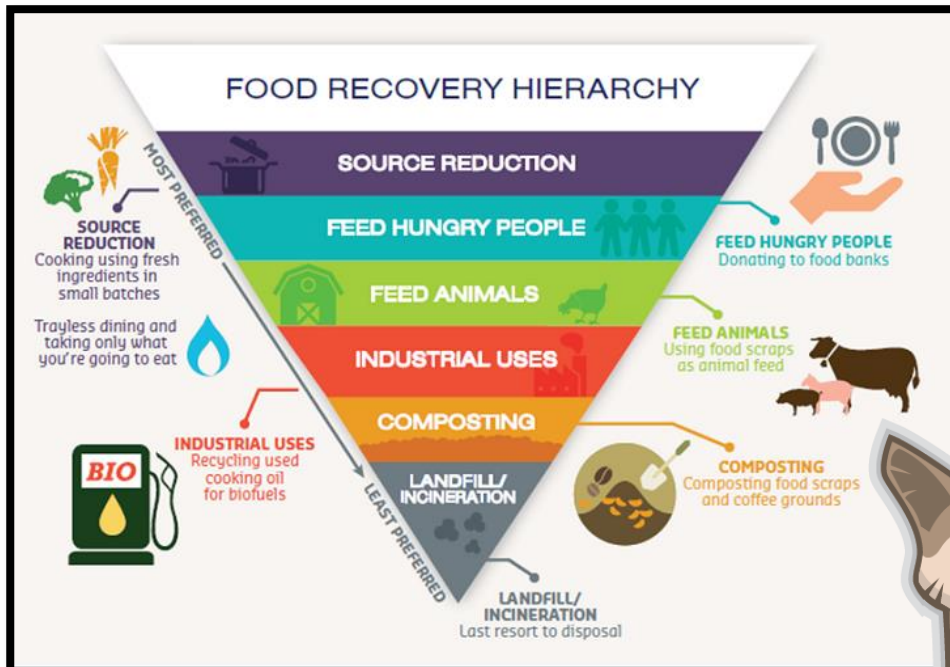 FOOD RECOVERY HIERARCHY
MOST PREFERRED
LEAST PREFERRED
SOURCE REDUCTION
FEED HUNGRY PEOPLE
FEED ANIMALS
INDUSTRIAL USES
COMPOSTING
LANDFILL/
INCINERATION
SOURCE
REDUCTION
Cooking using fresh
ingredients in
small batches
Trayless dining and
taking only what
you're going to eat
INDUSTRIAL USES
Recycling used
cooking oil
for biofuels
BIO
FEED HUNGRY PEOPLE
Donating to food banks
FEED ANIMALS
Using food scraps
as animal feed
COMPOSTING
Composting food scraps
and coffee grounds
LANDFILL/
INCINERATION
Last resort to disposal